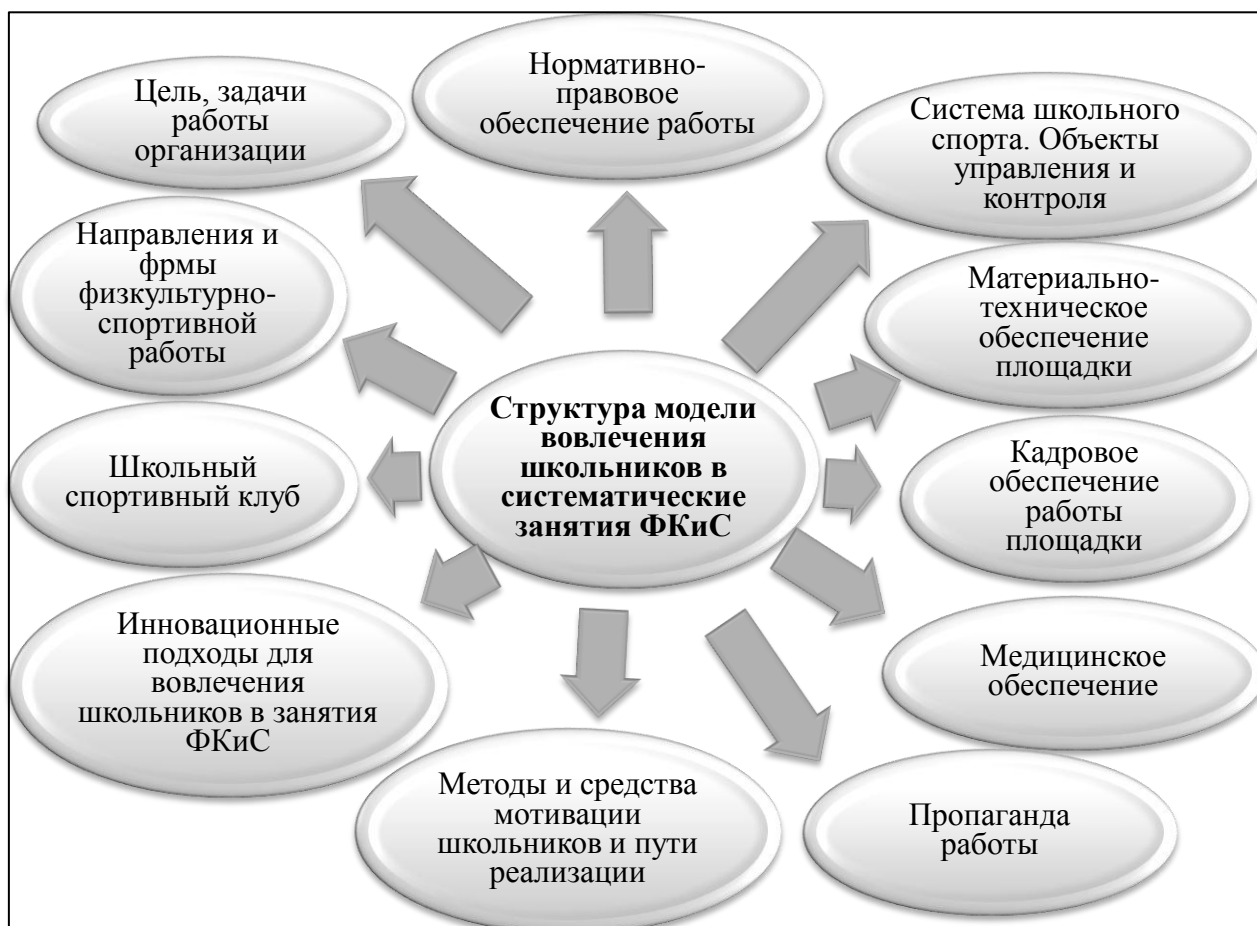 Цель, задачи
работы
организации
Нормативно-
правовое
обеспечение работы
Система школьного
спорта. Объекты
управления и
контроля
Направления и
фрмы
физкультурно-
спортивной
работы
Материально-
техническое
обеспечение
площадки
Структура модели
вовлечения
школьников в
систематические
занятия ФКиС
Школьный
спортивный клуб
Кадровое
обеспечение
работы
площадки
Инновационные
подходы для
вовлечения
школьников в занятия
ФКиС
Медицинское
обеспечение
Методы и средства
мотивации
школьников и пути
реализации
Пропаганда
работы